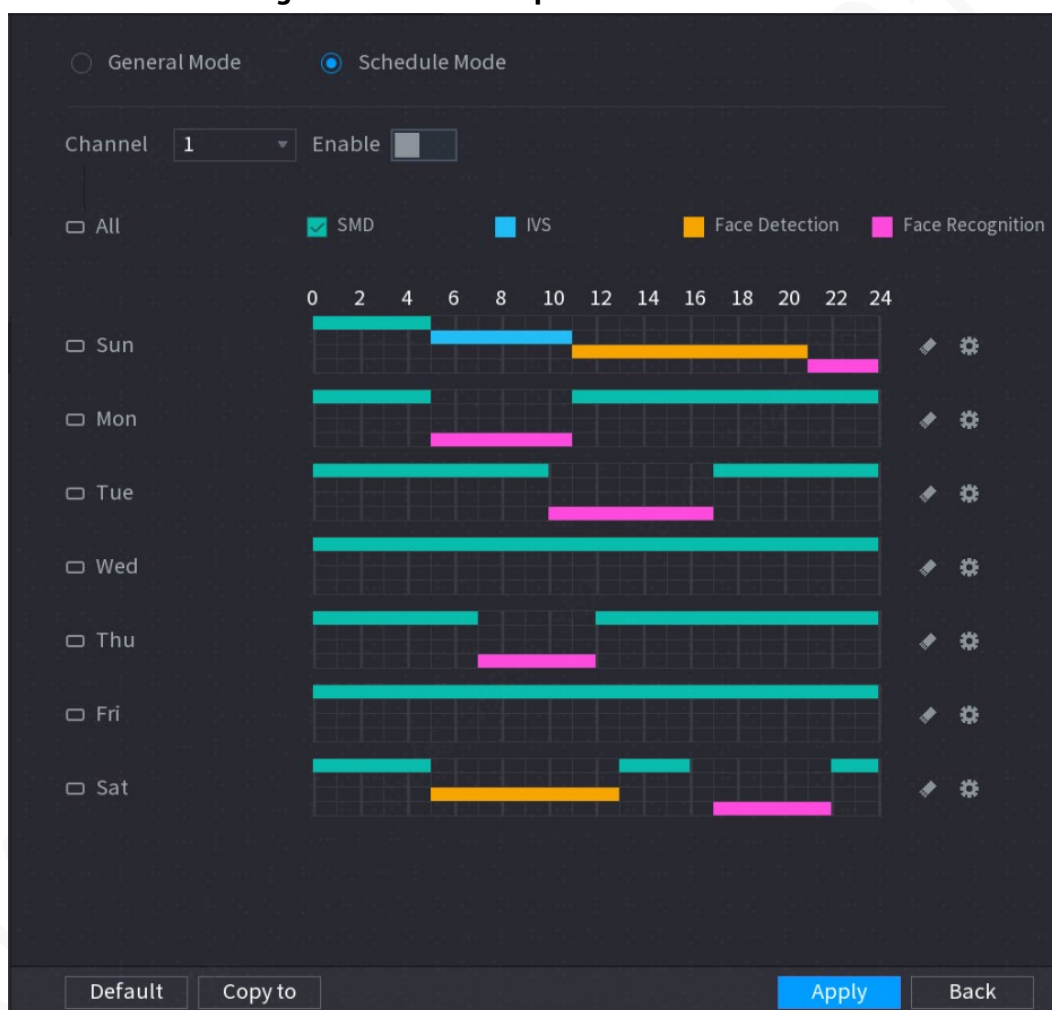 General Mode Schedule Mode
Channel 1 Enable
All SMD IVS Face Detection Face Recognition
0 2 4 6 8 10 12 14 16 18 20 22 24
Sun
Mon
Tue
Wed
Thu
Fri
Sat
Default Copy to Apply Back